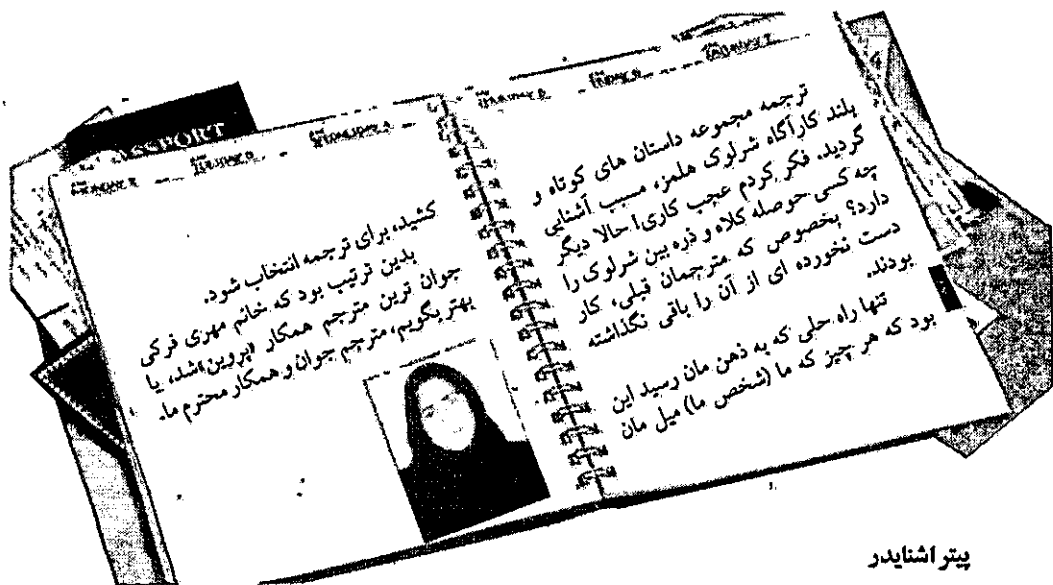 PASSPORT
ترجمه مجموعه داستان های کوتاه و
بلند کارآگاه شرلوک هلمز، مسبب آشنایی
گردید. فکر کردم عجب کاری! حالا دیگر
چه کسی حوصله کلاه و ذره بین شرلوک را
دارد؟ بخصوص که مترجمان قبلی، کار
دست نخورده ای از آن را باقی نگذاشته
بودند.
تنها راه حلی که به ذهن مان رسید این
بود که هر چیز که ما (شخص ما) میل مان
کشید، برای ترجمه انتخاب شود.
بدین ترتیب بود که خانم مهری فرکی
جوان ترین مترجم همکار «پروین» شد، یا
بهتر بگویم، مترجم جوان و همکار محترم ما.
پیتر اشنایدر